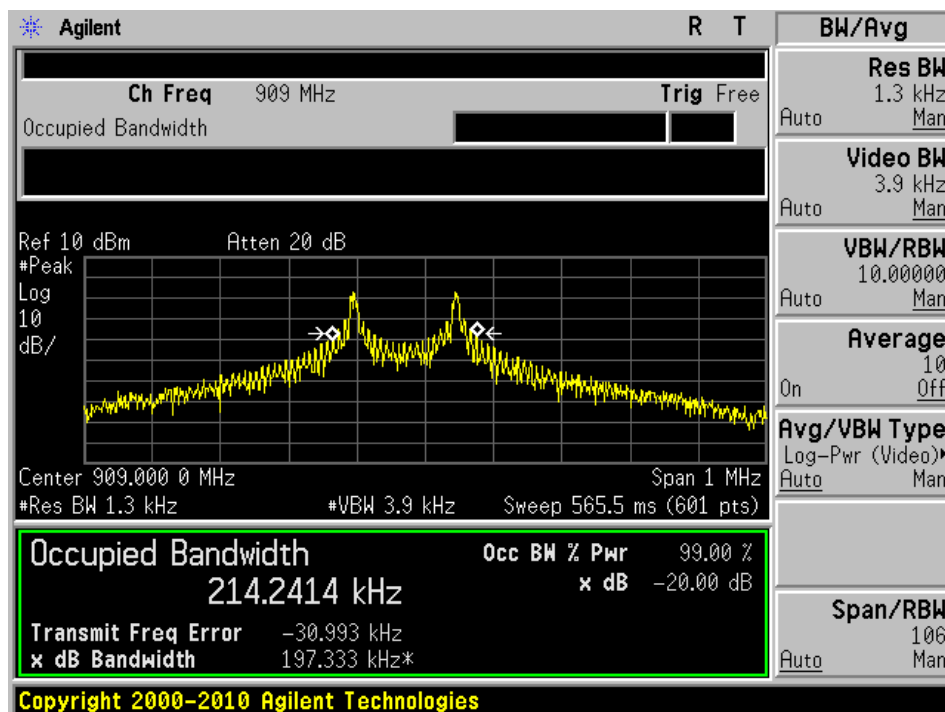 Agilent
R T
BW/Avg
Ch Freq 909 MHz
Trig Free
Occupied Bandwidth
Ref 10 dBm
Atten 20 dB
#Peak
Log
10
dB/
Center 909.000 0 MHz
Span 1 MHz
#Res BW 1.3 kHz
#VBW 3.9 kHz
Sweep 565.5 ms (601 pts)
Occupied Bandwidth
214.2414 kHz
Occ BW % Pwr 99.00 %
x dB -20.00 dB
Transmit Freq Error -30.993 kHz
x dB Bandwidth 197.333 kHz*
Res BW
1.3 kHz
Auto Man
Video BW
3.9 kHz
Auto Man
VBW/RBW
10.00000
Auto Man
Average
10
On Off
Avg/VBW Type
Log-Pwr (Video)
Auto Man
Span/RBW
106
Auto Man
Copyright 2000-2010 Agilent Technologies